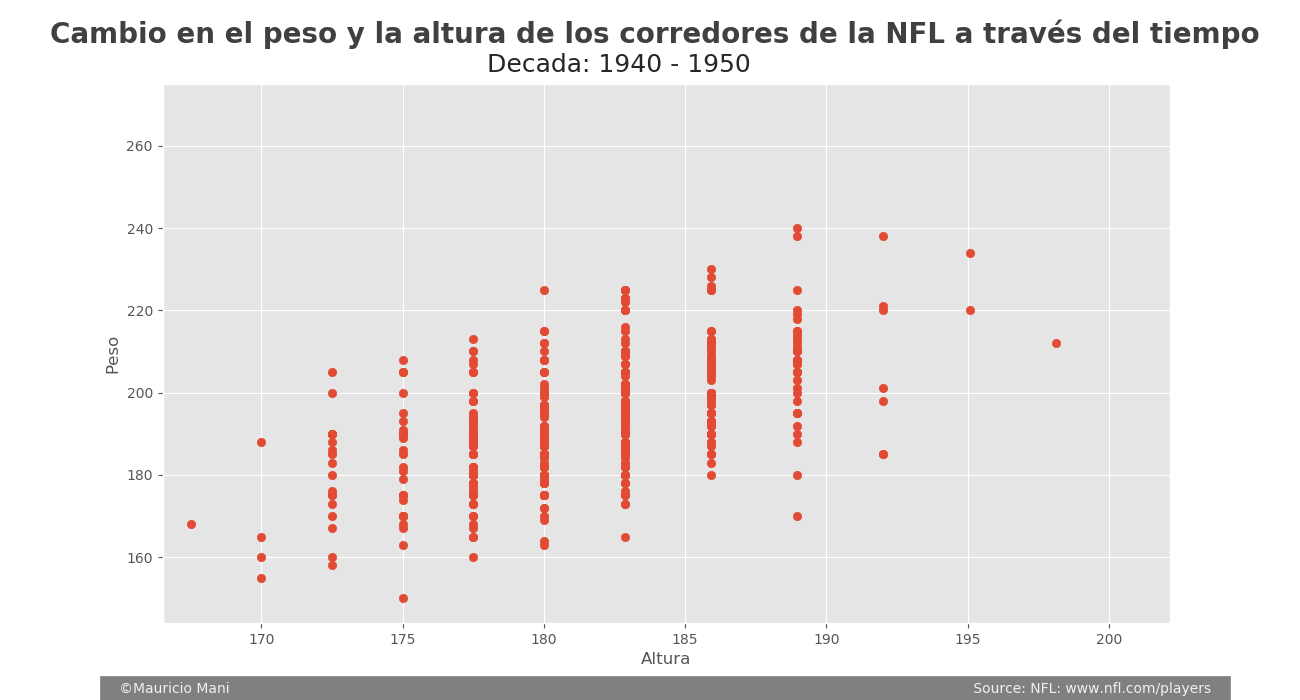 Cambio en el peso y la altura de los corredores de la NFL a través del tiempo
Decada: 1940 - 1950
260
240
220
200
180
160
Peso
170 175 180 185 190 195 200
Altura
©Mauricio Mani Source: NFL: www.nfl.com/players